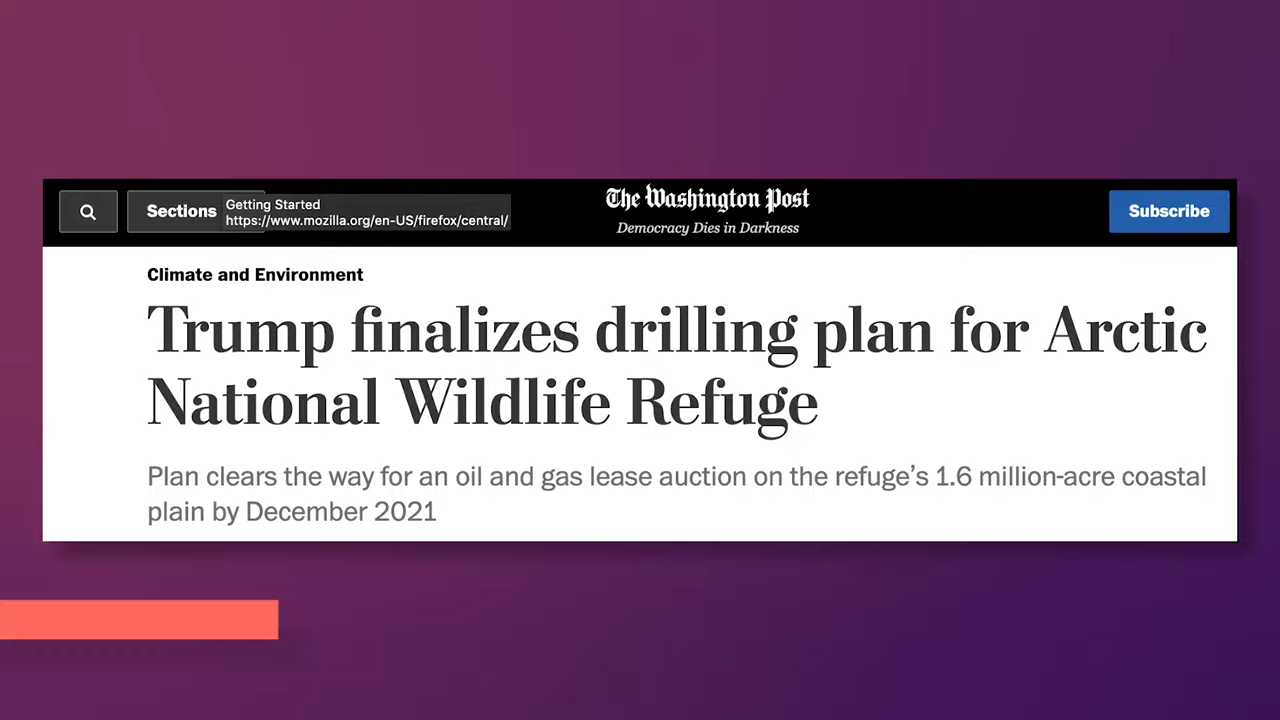 Sections
Getting Started
https://www.mozilla.org/en-US/firefox/central/
The Washington Post
Democracy Dies in Darkness
Subscribe
Climate and Environment
Trump finalizes drilling plan for Arctic
National Wildlife Refuge
Plan clears the way for an oil and gas lease auction on the refuge’s 1.6 million-acre coastal
plain by December 2021